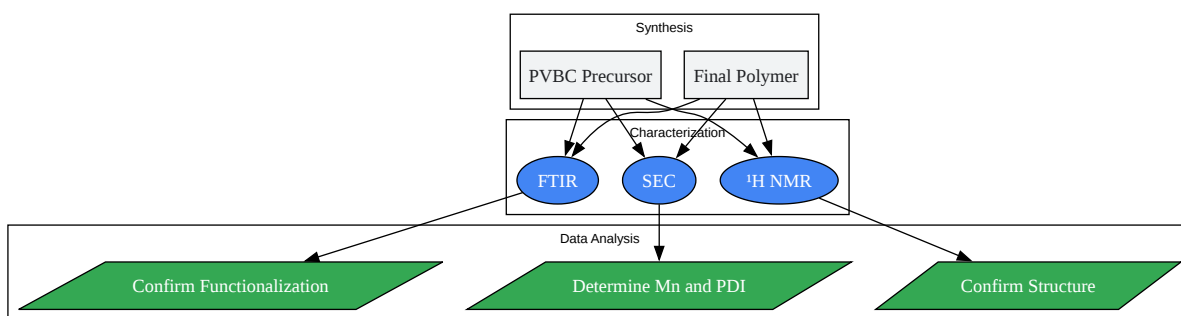 Synthesis
PVBC Precursor
Final Polymer
Characterization
FTIR
SEC
¹H NMR
Data Analysis
Confirm Functionalization
Determine Mn and PDI
Confirm Structure